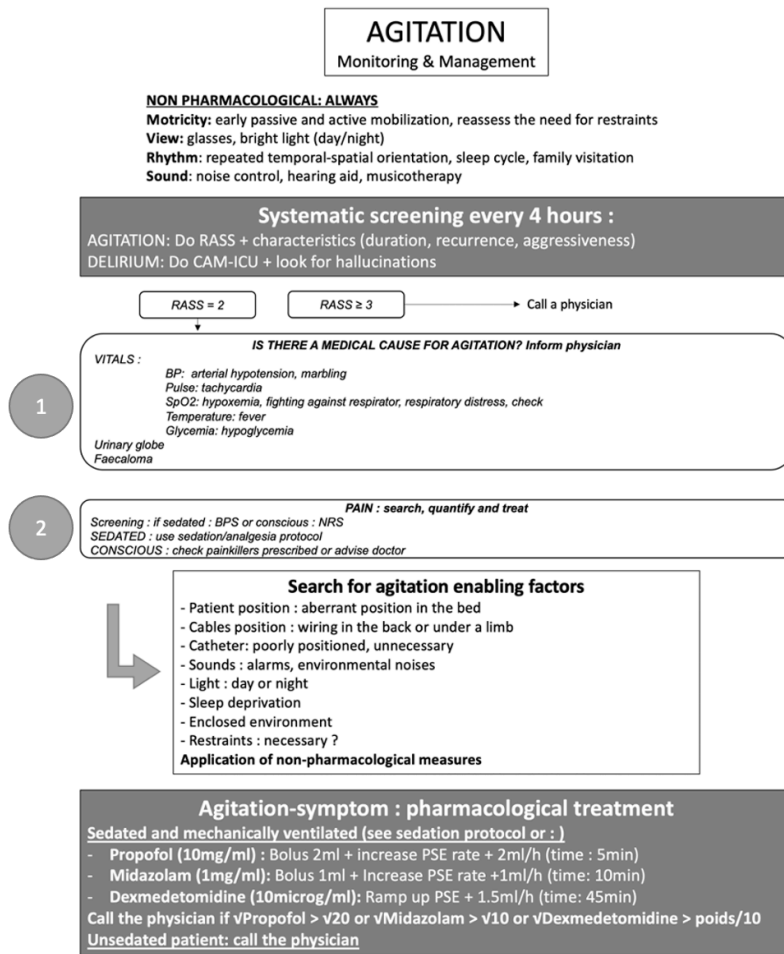 AGITATION
Monitoring & Management
NON PHARMACOLOGICAL: ALWAYS
Motricity: early passive and active mobilization, reassess the need for restraints
View: glasses, bright light (day/night)
Rhythm: repeated temporal-spatial orientation, sleep cycle, family visitation
Sound: noise control, hearing aid, musicotherapy
Systematic screening every 4 hours :
AGITATION: Do RASS + characteristics (duration, recurrence, aggressiveness)
DELIRIUM: Do CAM-ICU + look for hallucinations
RASS = 2
RASS ≥ 3
Call a physician
1
IS THERE A MEDICAL CAUSE FOR AGITATION? Inform physician
VITALS :
BP: arterial hypotension, marbling
Pulse: tachycardia
SpO2: hypoxemia, fighting against respirator, respiratory distress, check
Temperature: fever
Glycemia: hypoglycemia
Urinary globe
Faecaloma
2
PAIN : search, quantify and treat
Screening : if sedated : BPS or conscious : NRS
SEDATED : use sedation/analgesia protocol
CONSCIOUS : check painkillers prescribed or advise doctor
Search for agitation enabling factors
- Patient position : aberrant position in the bed
- Cables position : wiring in the back or under a limb
- Catheter: poorly positioned, unnecessary
- Sounds : alarms, environmental noises
- Light : day or night
- Sleep deprivation
- Enclosed environment
- Restraints : necessary ?
Application of non-pharmacological measures
Agitation-symptom : pharmacological treatment
Sedated and mechanically ventilated (see sedation protocol or : )
- Propofol (10mg/ml) : Bolus 2ml + increase PSE rate + 2ml/h (time : 5min)
- Midazolam (1mg/ml): Bolus 1ml + Increase PSE rate +1ml/h (time: 10min)
- Dexmedetomidine (10microg/ml): Ramp up PSE + 1.5ml/h (time: 45min)
Call the physician if √Propofol > √20 or √Midazolam > √10 or √Dexmedetomidine > poids/10
Unsedated patient: call the physician